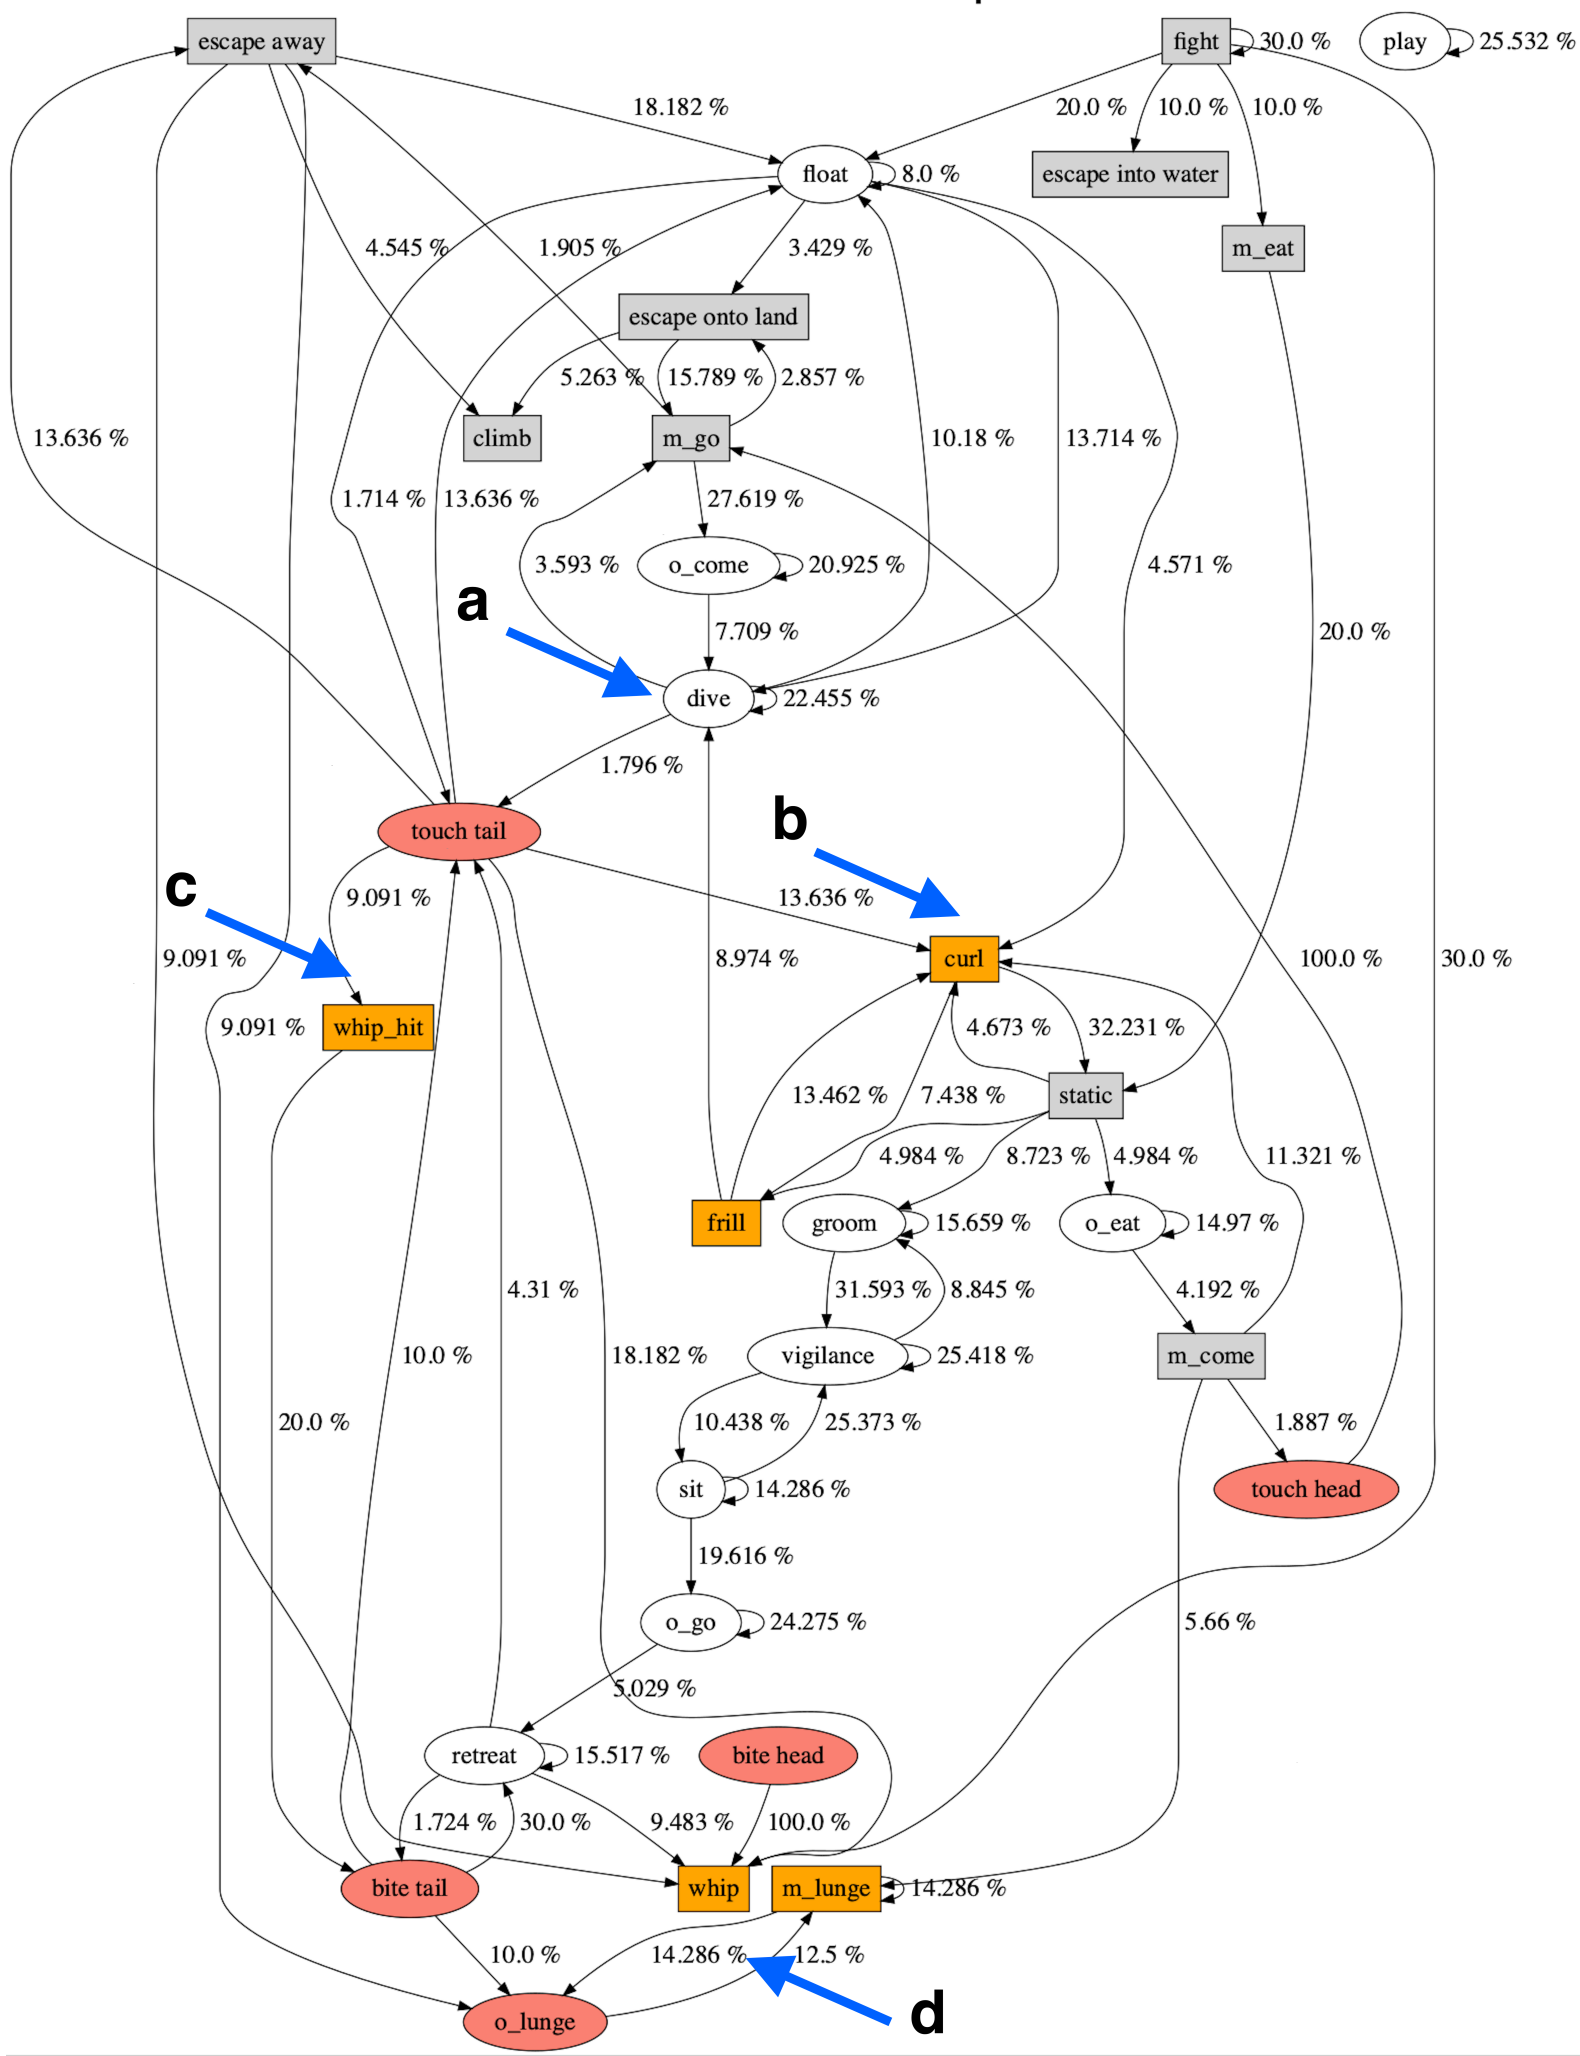 escape away
fight
30.0 %
play
25.532 %
18.182 %
20.0 %
10.0 %
10.0 %
float
8.0 %
escape into water
4.545 %
1.905 %
3.429 %
m_eat
escape onto land
5.263 %
15.789 %
2.857 %
13.636 %
climb
m_go
10.18 %
13.714 %
1.714 %
13.636 %
27.619 %
3.593 %
o_come
20.925 %
4.571 %
a
7.709 %
20.0 %
dive
22.455 %
1.796 %
b
touch tail
c
9.091 %
13.636 %
9.091 %
8.974 %
curl
100.0 %
30.0 %
9.091 %
whip_hit
4.673 %
32.231 %
13.462 %
7.438 %
static
4.984 %
8.723 %
4.984 %
11.321 %
frill
groom
15.659 %
o_eat
14.97 %
4.31 %
31.593 %
8.845 %
4.192 %
10.0 %
18.182 %
vigilance
25.418 %
m_come
20.0 %
10.438 %
25.373 %
1.887 %
sit
14.286 %
touch head
19.616 %
o_go
24.275 %
5.66 %
5.029 %
retreat
15.517 %
bite head
1.724 %
30.0 %
9.483 %
100.0 %
bite tail
whip
m_lunge
14.286 %
10.0 %
14.286 %
12.5 %
d
o_lunge